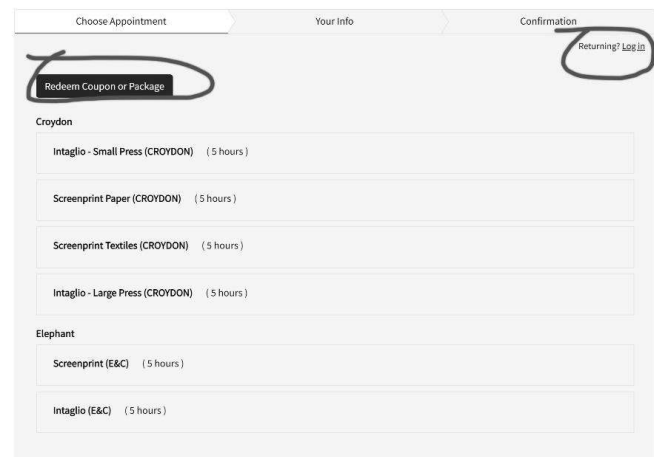 Choose Appointment Your Info Confirmation
Returning? Log in
Redeem Coupon or Package
Croydon
Intaglio - Small Press (CROYDON) ( 5 hours )
Screenprint Paper (CROYDON) ( 5 hours )
Screenprint Textiles (CROYDON) ( 5 hours )
Intaglio - Large Press (CROYDON) ( 5 hours )
Elephant
Screenprint (E&C) ( 5 hours )
Intaglio (E&C) ( 5 hours )